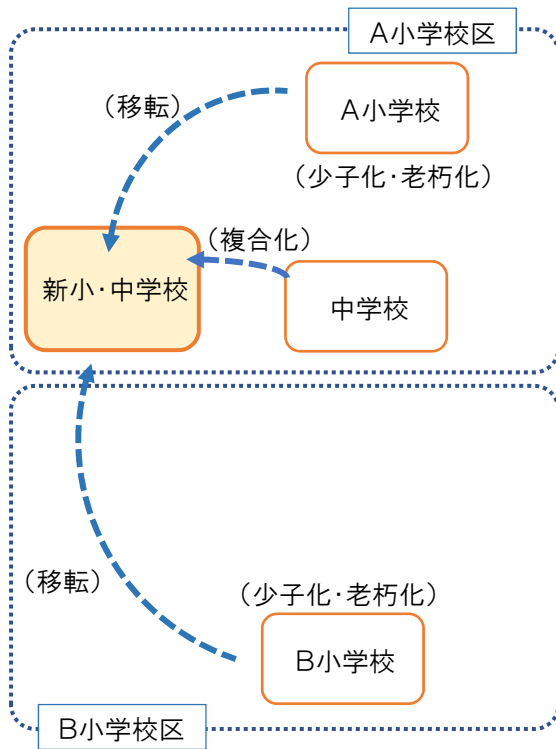 A小学校区
A小学校
（移転）
（少子化･老朽化）
（複合化）
新小･中学校
中学校
（移転）
（少子化･老朽化）
B小学校
B小学校区